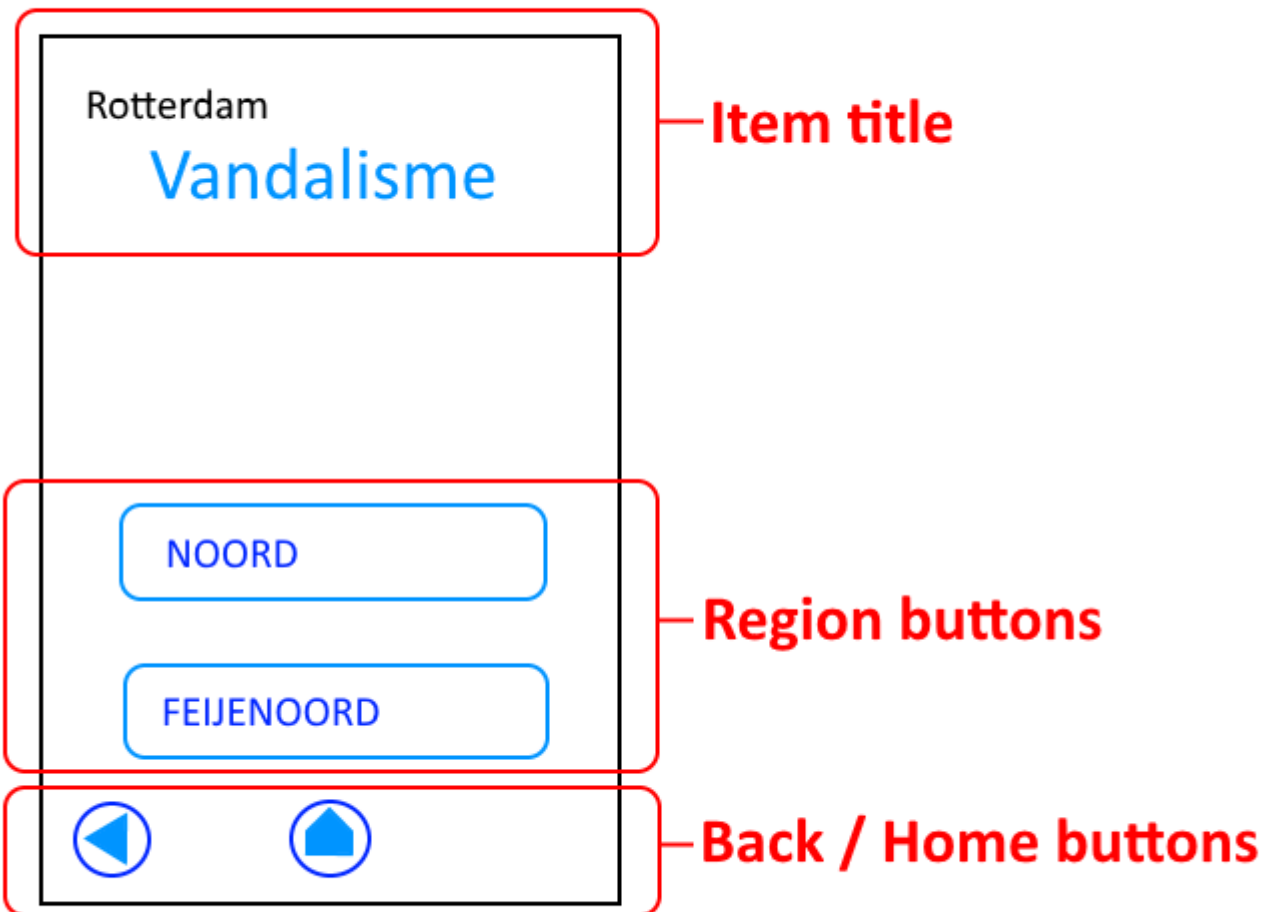 Rotterdam
Vandalisme
Item title
NOORD
FEIJENOORD
Region buttons
Back / Home buttons